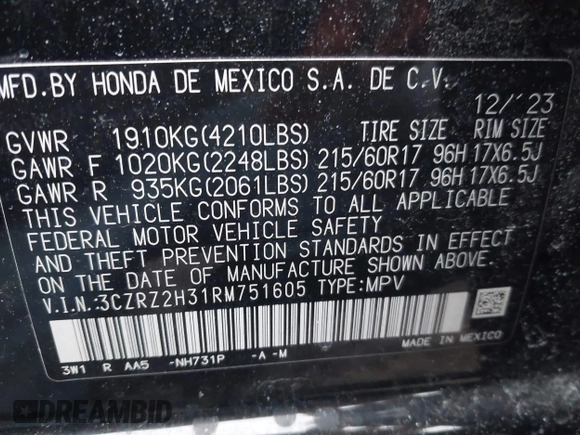 MFD.BY HONDA DE MEXICO S.A. DE C.V.
12/'23
GVWR 1910KG(4210LBS) TIRE SIZE RIM SIZE
GAWR F 1020KG(2248LBS) 215/60R17 96H 17X6.5J
GAWR R 935KG(2061LBS) 215/60R17 96H 17X6.5J
THIS VEHICLE CONFORMS TO ALL APPLICABLE
FEDERAL MOTOR VEHICLE SAFETY
AND THEFT PREVENTION STANDARDS IN EFFECT
ON THE DATE OF MANUFACTURE SHOWN ABOVE.
V.I.N.:3CZRZ2H31RM751605 TYPE:MPV
MADE IN MEXICO
3W1 R AA5 -NH731P -A -M
DREAMBID